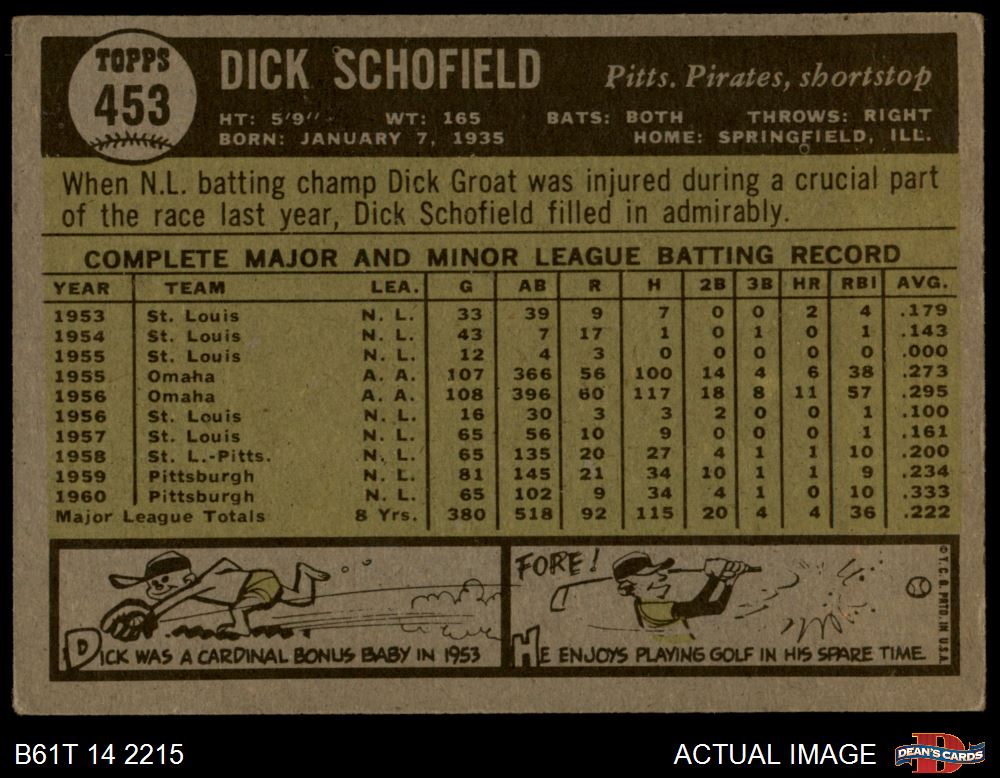 TOPPS
453
DICK SCHOFIELD
Pitts. Pirates, shortstop
HT: 5'9" WT: 165 BATS: BOTH THROWS: RIGHT
BORN: JANUARY 7, 1935 HOME: SPRINGFIELD, ILL.
When N.L. batting champ Dick Groat was injured during a crucial part
of the race last year, Dick Schofield filled in admirably.
COMPLETE MAJOR AND MINOR LEAGUE BATTING RECORD
YEAR TEAM LEA. G AB R H 2B 3B HR RBI AVG.
1953 St. Louis N. L. 33 39 9 7 0 0 2 4 .179
1954 St. Louis N. L. 43 7 17 1 0 1 0 1 .143
1955 St. Louis N. L. 12 4 3 0 0 0 0 0 .000
1955 Omaha A. A. 107 366 56 100 14 4 6 38 .273
1956 Omaha A. A. 108 396 60 117 18 8 11 57 .295
1956 St. Louis N. L. 16 30 3 3 2 0 0 1 .100
1957 St. Louis N. L. 65 56 10 9 0 0 0 1 .161
1958 St. L.-Pitts. N. L. 65 135 20 27 4 1 1 10 .200
1959 Pittsburgh N. L. 81 145 21 34 10 1 1 9 .234
1960 Pittsburgh N. L. 65 102 9 34 4 1 0 10 .333
Major League Totals 8 Yrs. 380 518 92 115 20 4 4 36 .222
DICK WAS A CARDINAL BONUS BABY IN 1953
FORE!
HE ENJOYS PLAYING GOLF IN HIS SPARE TIME.
© T. C. G. PRTD. IN U.S.A.
B61T 14 2215
ACTUAL IMAGE
DEAN'S CARDS